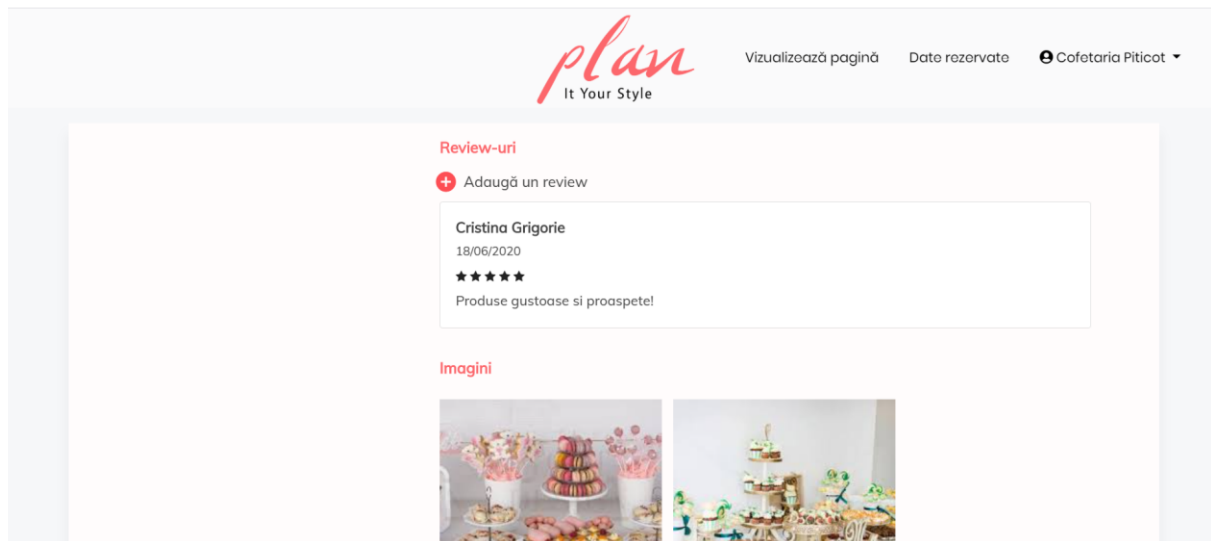 plan
It Your Style
Vizualizează pagină Date rezervate Cofetaria Piticot
Review-uri
Adaugă un review
Cristina Grigorie
18/06/2020
Produse gustoase si proaspete!
Imagini